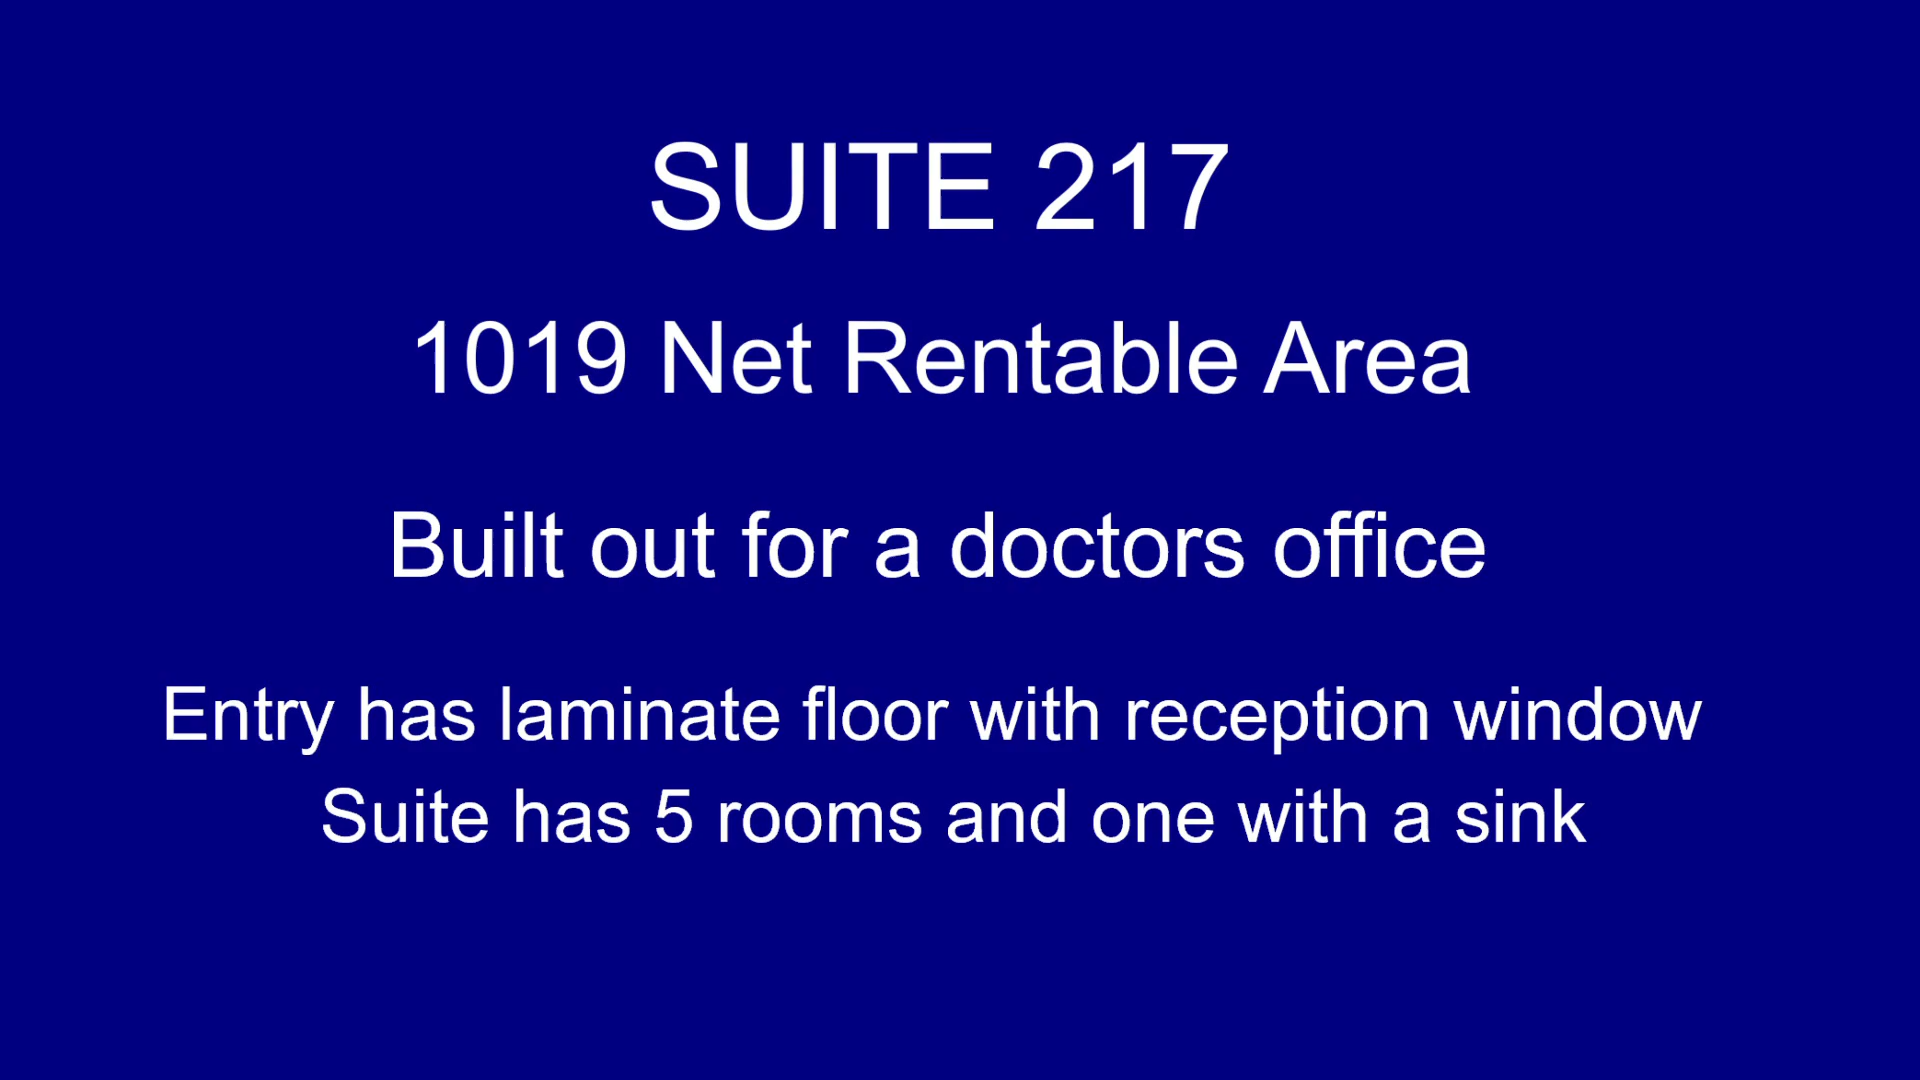 SUITE 217
1019 Net Rentable Area
Built out for a doctors office
Entry has laminate floor with reception window
Suite has 5 rooms and one with a sink